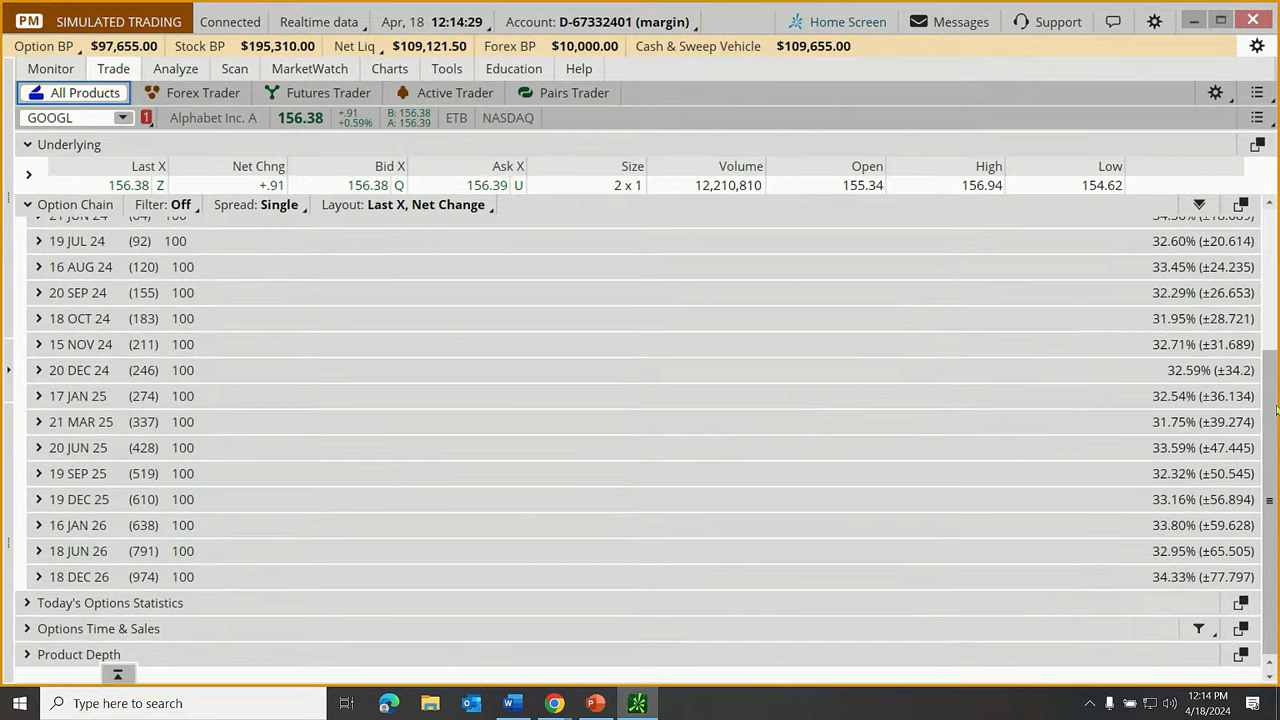 PM SIMULATED TRADING Connected Realtime data Apr, 18 12:14:29 Account: D-67332401 (margin) Home Screen Messages Support
Option BP $97,655.00 Stock BP $195,310.00 Net Liq $109,121.50 Forex BP $10,000.00 Cash & Sweep Vehicle $109,655.00
Monitor Trade Analyze Scan MarketWatch Charts Tools Education Help
All Products Forex Trader Futures Trader Active Trader Pairs Trader
GOOGL 1 Alphabet Inc. A 156.38 +.91 +0.59% B: 156.38 A: 156.39 ETB NASDAQ
Underlying
Last X Net Chng Bid X Ask X Size Volume Open High Low
156.38 Z +.91 156.38 Q 156.39 U 2 x 1 12,210,810 155.34 156.94 154.62
Option Chain Filter: Off Spread: Single Layout: Last X, Net Change
21 JUN 24 (64) 100
19 JUL 24 (92) 100 32.60% (±20.614)
16 AUG 24 (120) 100 33.45% (±24.235)
20 SEP 24 (155) 100 32.29% (±26.653)
18 OCT 24 (183) 100 31.95% (±28.721)
15 NOV 24 (211) 100 32.71% (±31.689)
20 DEC 24 (246) 100 32.59% (±34.2)
17 JAN 25 (274) 100 32.54% (±36.134)
21 MAR 25 (337) 100 31.75% (±39.274)
20 JUN 25 (428) 100 33.59% (±47.445)
19 SEP 25 (519) 100 32.32% (±50.545)
19 DEC 25 (610) 100 33.16% (±56.894)
16 JAN 26 (638) 100 33.80% (±59.628)
18 JUN 26 (791) 100 32.95% (±65.505)
18 DEC 26 (974) 100 34.33% (±77.797)
Today's Options Statistics
Options Time & Sales
Product Depth
Type here to search
12:14 PM
4/18/2024